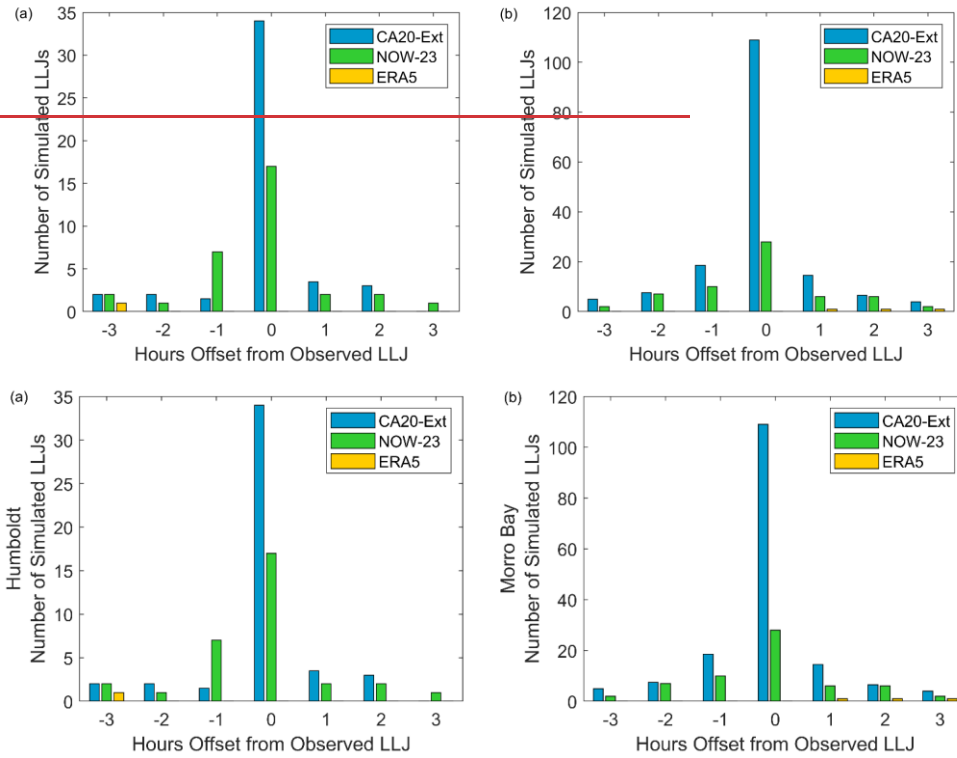 (a)
35
30
25
20
15
10
5
0
Number of Simulated LLJs
CA20-Ext
NOW-23
ERA5
-3 -2 -1 0 1 2 3
Hours Offset from Observed LLJ
(b)
120
100
80
60
40
20
0
Number of Simulated LLJs
CA20-Ext
NOW-23
ERA5
-3 -2 -1 0 1 2 3
Hours Offset from Observed LLJ
(a)
35
30
25
20
15
10
5
0
Humboldt
Number of Simulated LLJs
CA20-Ext
NOW-23
ERA5
-3 -2 -1 0 1 2 3
Hours Offset from Observed LLJ
(b)
120
100
80
60
40
20
0
Morro Bay
Number of Simulated LLJs
CA20-Ext
NOW-23
ERA5
-3 -2 -1 0 1 2 3
Hours Offset from Observed LLJ